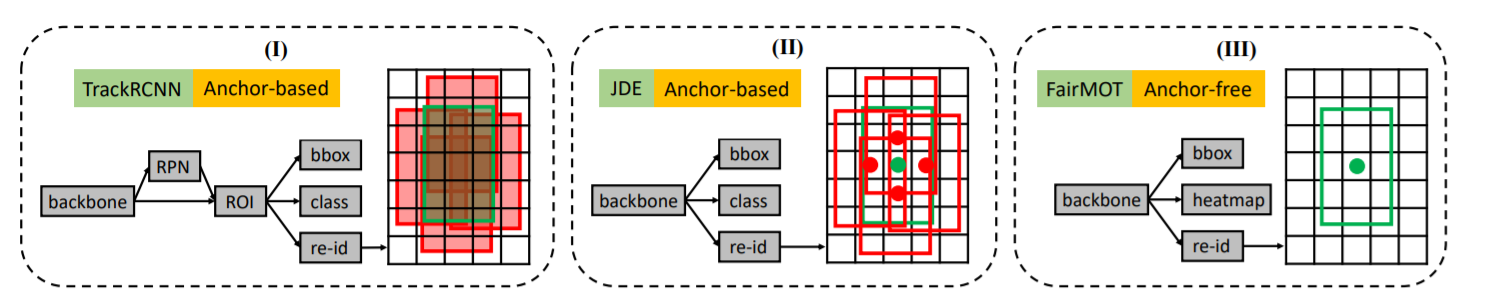 (I)
TrackRCNN Anchor-based
RPN
backbone
ROI
bbox
class
re-id
(II)
JDE Anchor-based
backbone
bbox
class
re-id
(III)
FairMOT Anchor-free
backbone
bbox
heatmap
re-id